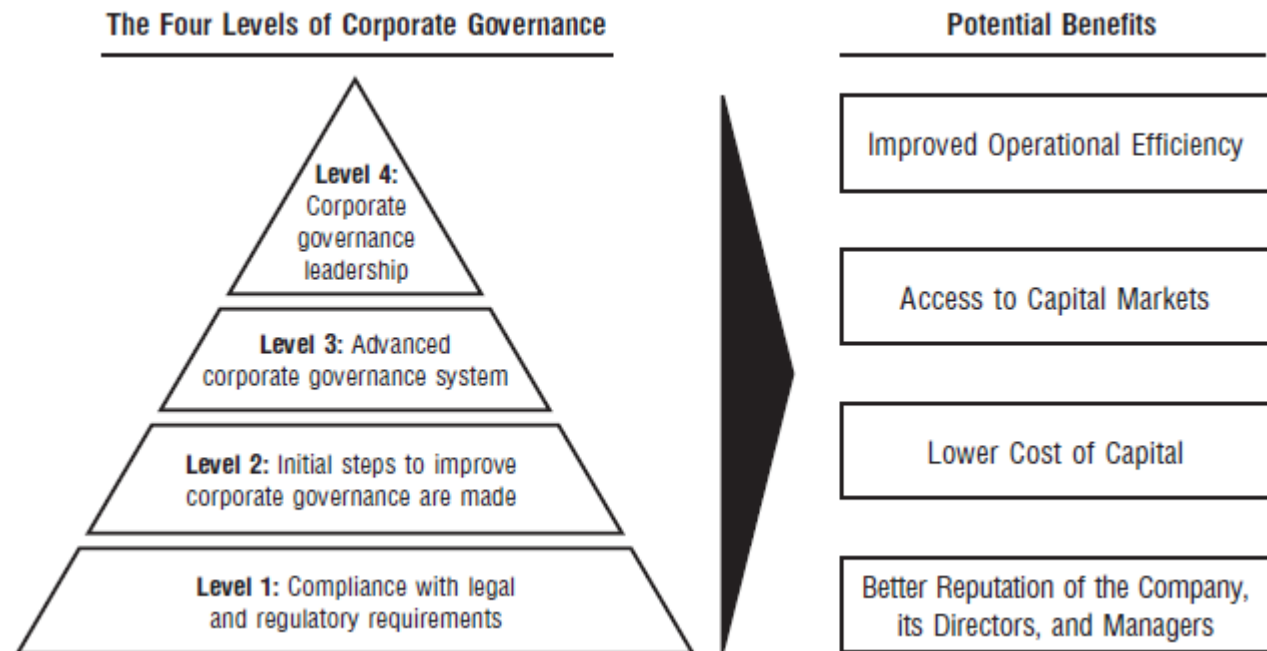 The Four Levels of Corporate Governance
Level 4:
Corporate
governance
leadership
Level 3: Advanced
corporate governance system
Level 2: Initial steps to improve
corporate governance are made
Level 1: Compliance with legal
and regulatory requirements
Potential Benefits
Improved Operational Efficiency
Access to Capital Markets
Lower Cost of Capital
Better Reputation of the Company,
its Directors, and Managers